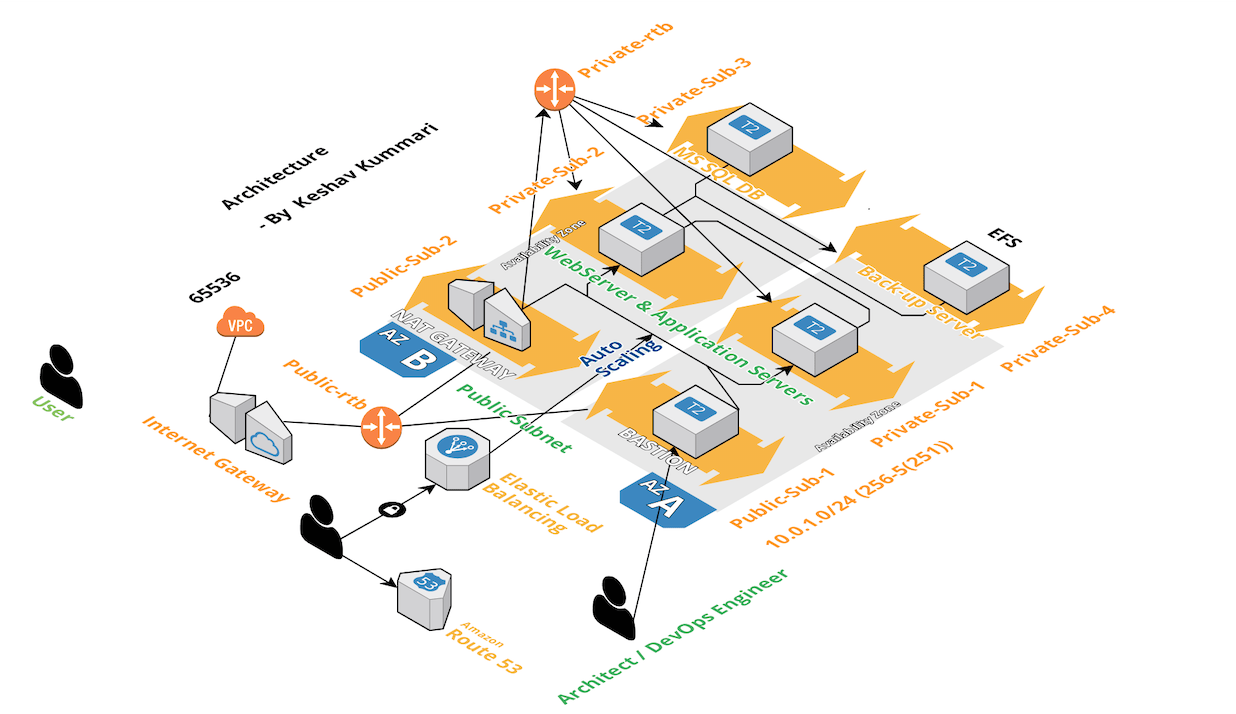 Private-rtb
Private-Sub-3
T2
MS SQL DB
Architecture
- By Keshav Kummari
Private-Sub-2
T2
Availability Zone
WebServer & Application Servers
EFS
T2
Back-up server
Private-Sub-4
65536
VPC
Public-Sub-2
NAT GATEWAY
AZ
B
T2
Auto
Scaling
Public-rtb
Public Subnet
T2
BASTION
Availability Zone
Private-Sub-1
User
Internet Gateway
Elastic Load
Balancing
AZ
A
Public-Sub-1
10.0.1.0/24 (256-5(251))
53
Amazon
Route 53
Architect / DevOps Engineer